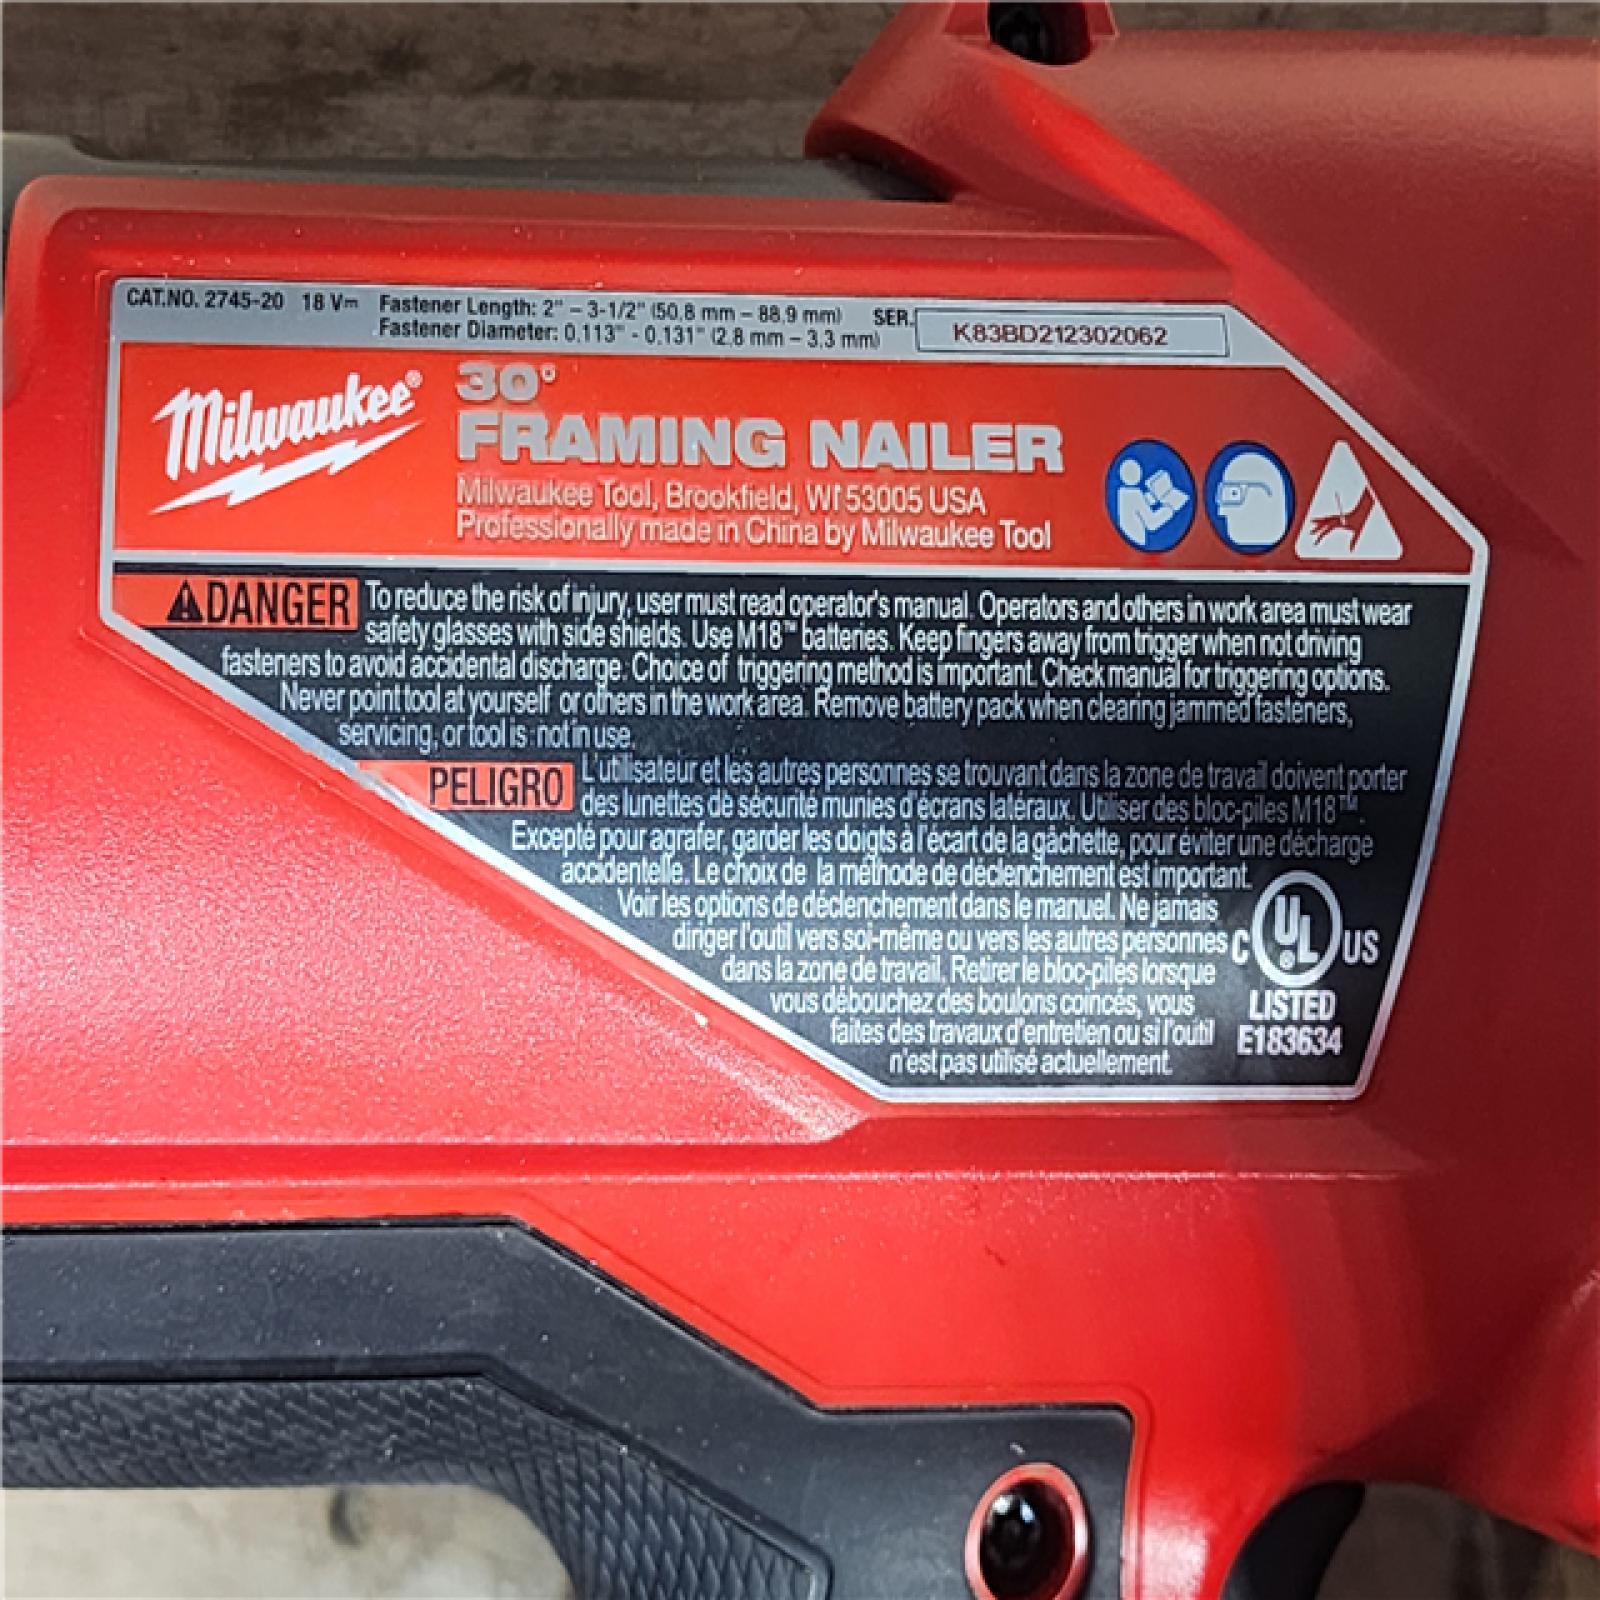 CAT.NO. 2745-20 18 V⎓ Fastener Length: 2" – 3-1/2" (50,8 mm – 88,9 mm) SER. K83BD212302062
Fastener Diameter: 0.113" - 0.131" (2,8 mm – 3,3 mm)
Milwaukee®
30°
FRAMING NAILER
Milwaukee Tool, Brookfield, WI 53005 USA
Professionally made in China by Milwaukee Tool
DANGER To reduce the risk of injury, user must read operator's manual. Operators and others in work area must wear
safety glasses with side shields. Use M18™ batteries. Keep fingers away from trigger when not driving
fasteners to avoid accidental discharge. Choice of triggering method is important. Check manual for triggering options.
Never point tool at yourself or others in the work area. Remove battery pack when clearing jammed fasteners,
servicing, or tool is not in use.
PELIGRO L'utilisateur et les autres personnes se trouvant dans la zone de travail doivent porter
des lunettes de sécurité munies d'écrans latéraux. Utiliser des bloc-piles M18™.
Excepté pour agrafer, garder les doigts à l'écart de la gâchette, pour éviter une décharge
accidentelle. Le choix de la méthode de déclenchement est important.
Voir les options de déclenchement dans le manuel. Ne jamais
diriger l'outil vers soi-même ou vers les autres personnes
dans la zone de travail. Retirer le bloc-piles lorsque
vous débouchez des boulons coincés, vous
faites des travaux d'entretien ou si l'outil
n'est pas utilisé actuellement.
C UL® US
LISTED
E183634